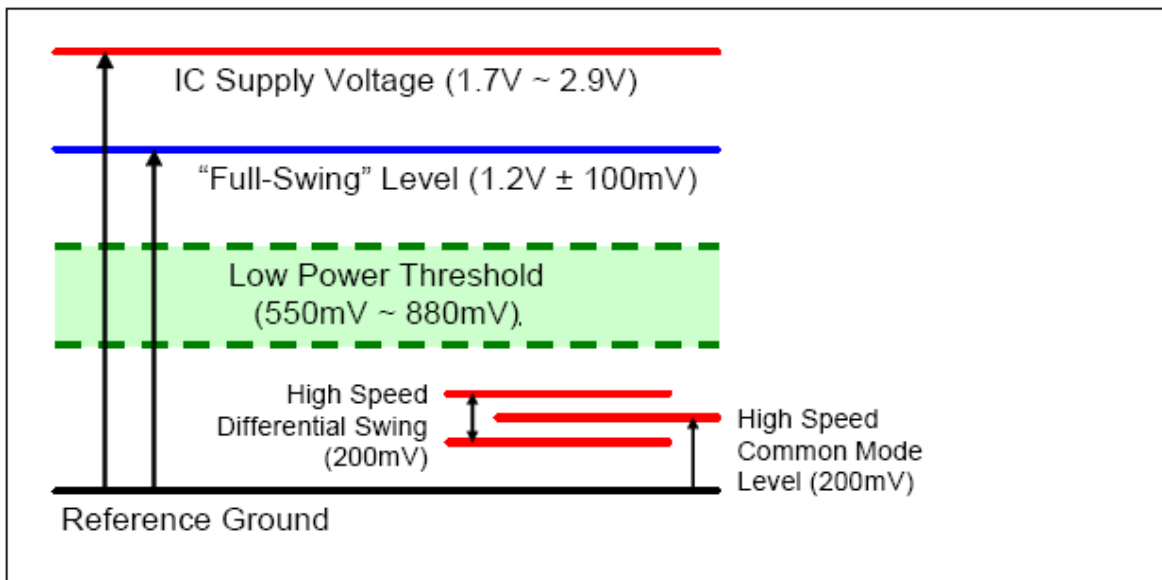 IC Supply Voltage (1.7V ~ 2.9V)
“Full-Swing” Level (1.2V ± 100mV)
Low Power Threshold
(550mV ~ 880mV).
High Speed
Differential Swing
(200mV)
High Speed
Common Mode
Level (200mV)
Reference Ground